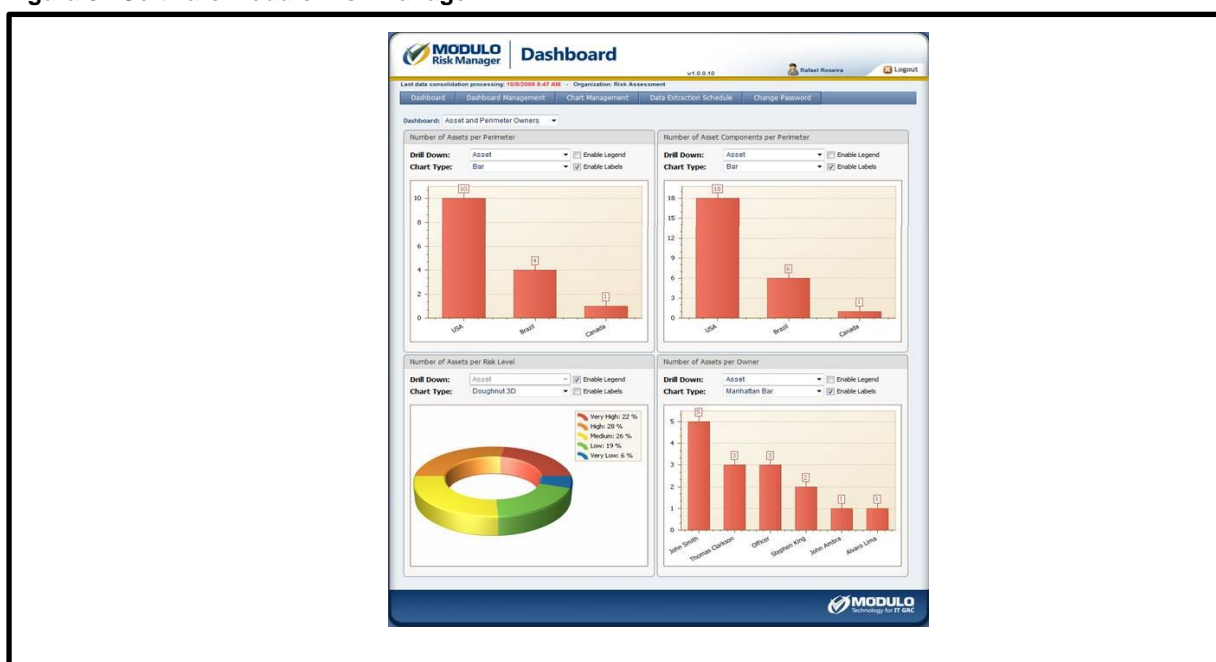 MODULO
Risk Manager
Dashboard
v1.0.0.10
Rafael Roseira
Logout
Last data consolidation processing: 10/8/2008 8:47 AM - Organization: Risk Assessment
Dashboard Dashboard Management Chart Management Data Extraction Schedule Change Password
Dashboard: Asset and Perimeter Owners
Number of Assets per Perimeter
Drill Down: Asset Enable Legend
Chart Type: Bar Enable Labels
10
8
6
4
2
0
10
4
1
USA
Brazil
Canada
Number of Asset Components per Perimeter
Drill Down: Asset Enable Legend
Chart Type: Bar Enable Labels
18
15
12
9
6
3
0
18
6
1
USA
Brazil
Canada
Number of Assets per Risk Level
Drill Down: Asset Enable Legend
Chart Type: Doughnut 3D Enable Labels
Very High: 22 %
High: 28 %
Medium: 26 %
Low: 19 %
Very Low: 6 %
Number of Assets per Owner
Drill Down: Asset Enable Legend
Chart Type: Manhattan Bar Enable Labels
5
4
3
2
1
0
5
3
3
2
1
1
John Smith
Thomas Clarkson
Officer
Stephen King
John Ambra
Alvaro Lima
MODULO
Technology for IT GRC